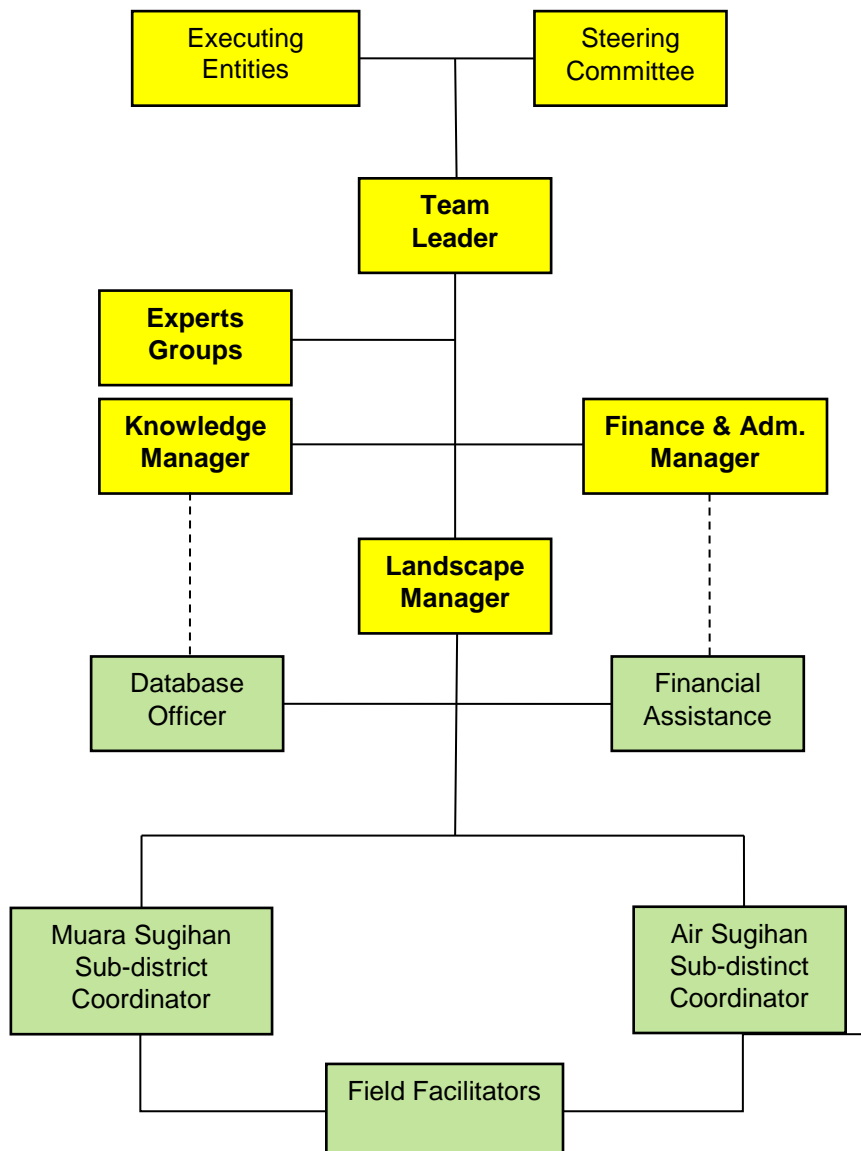 Executing
Entities
Steering
Committee
Team
Leader
Experts
Groups
Knowledge
Manager
Finance & Adm.
Manager
Landscape
Manager
Database
Officer
Financial
Assistance
Muara Sugihan
Sub-district
Coordinator
Air Sugihan
Sub-distinct
Coordinator
Field Facilitators